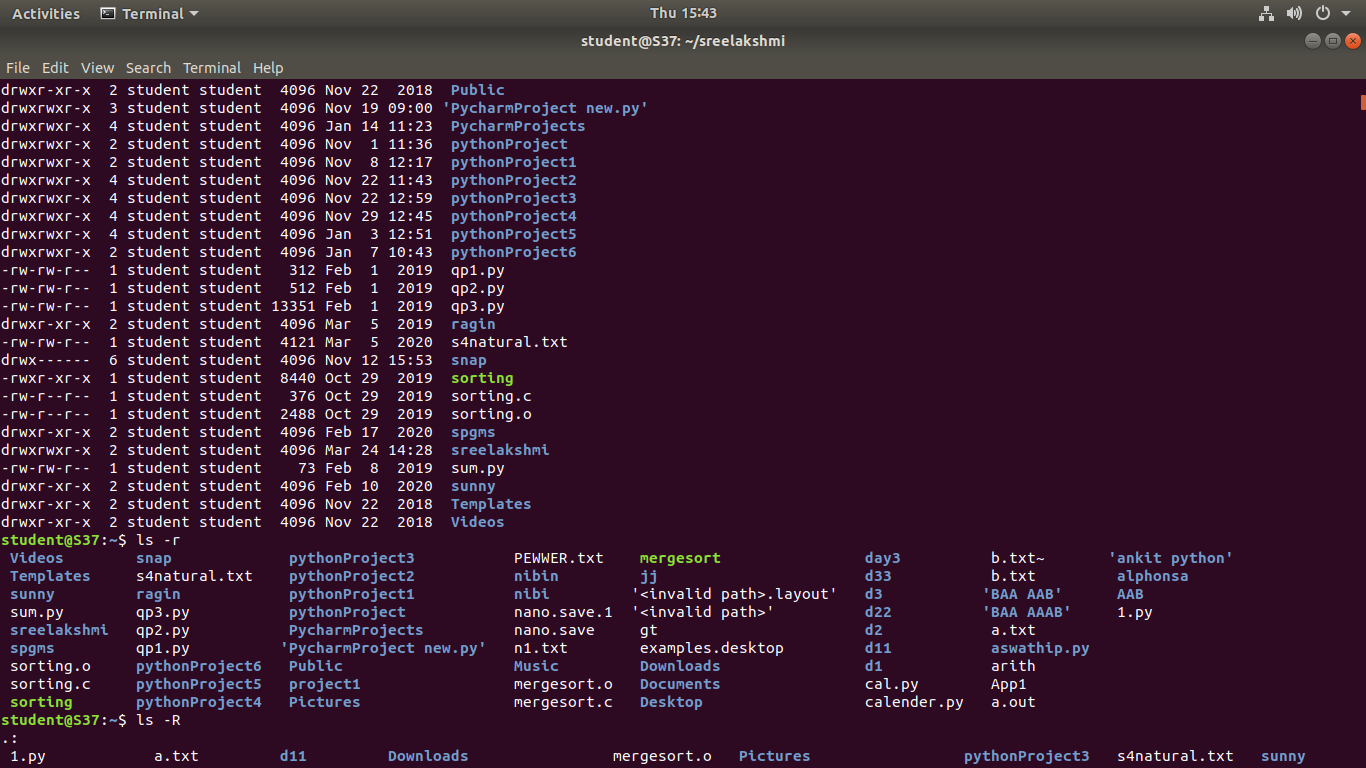 Activities Terminal Thu 15:43
student@S37: ~/sreelakshmi
File Edit View Search Terminal Help
drwxr-xr-x  2 student student  4096 Nov 22  2018  Public
drwxrwxr-x  3 student student  4096 Nov 19 09:00 'PycharmProject new.py'
drwxrwxr-x  4 student student  4096 Jan 14 11:23  PycharmProjects
drwxrwxr-x  2 student student  4096 Nov  1 11:36  pythonProject
drwxrwxr-x  2 student student  4096 Nov  8 12:17  pythonProject1
drwxrwxr-x  4 student student  4096 Nov 22 11:43  pythonProject2
drwxrwxr-x  4 student student  4096 Nov 22 12:59  pythonProject3
drwxrwxr-x  4 student student  4096 Nov 29 12:45  pythonProject4
drwxrwxr-x  4 student student  4096 Jan  3 12:51  pythonProject5
drwxrwxr-x  2 student student  4096 Jan  7 10:43  pythonProject6
-rw-rw-r--  1 student student   312 Feb  1  2019  qp1.py
-rw-rw-r--  1 student student   512 Feb  1  2019  qp2.py
-rw-rw-r--  1 student student 13351 Feb  1  2019  qp3.py
drwxr-xr-x  2 student student  4096 Mar  5  2019  ragin
-rw-rw-r--  1 student student  4121 Mar  5  2020  s4natural.txt
drwx------  6 student student  4096 Nov 12 15:53  snap
-rwxr-xr-x  1 student student  8440 Oct 29  2019  sorting
-rw-r--r--  1 student student   376 Oct 29  2019  sorting.c
-rw-r--r--  1 student student  2488 Oct 29  2019  sorting.o
drwxr-xr-x  2 student student  4096 Feb 17  2020  spgms
drwxrwxr-x  2 student student  4096 Mar 24 14:28  sreelakshmi
-rw-rw-r--  1 student student    73 Feb  8  2019  sum.py
drwxr-xr-x  2 student student  4096 Feb 10  2020  sunny
drwxr-xr-x  2 student student  4096 Nov 22  2018  Templates
drwxr-xr-x  2 student student  4096 Nov 22  2018  Videos
student@S37:~$ ls -r
Videos snap pythonProject3 PEWWER.txt mergesort day3 b.txt~ 'ankit python'
Templates s4natural.txt pythonProject2 nibin jj d33 b.txt alphonsa
sunny ragin pythonProject1 nibi '<invalid path>.layout' d3 'BAA AAB' AAB
sum.py qp3.py pythonProject nano.save.1 '<invalid path>' d22 'BAA AAAB' 1.py
sreelakshmi qp2.py PycharmProjects nano.save gt d2 a.txt
spgms qp1.py 'PycharmProject new.py' n1.txt examples.desktop d11 aswathip.py
sorting.o pythonProject6 Public Music Downloads d1 arith
sorting.c pythonProject5 project1 mergesort.o Documents cal.py App1
sorting pythonProject4 Pictures mergesort.c Desktop calender.py a.out
student@S37:~$ ls -R
.:
1.py a.txt d11 Downloads mergesort.o Pictures pythonProject3 s4natural.txt sunny